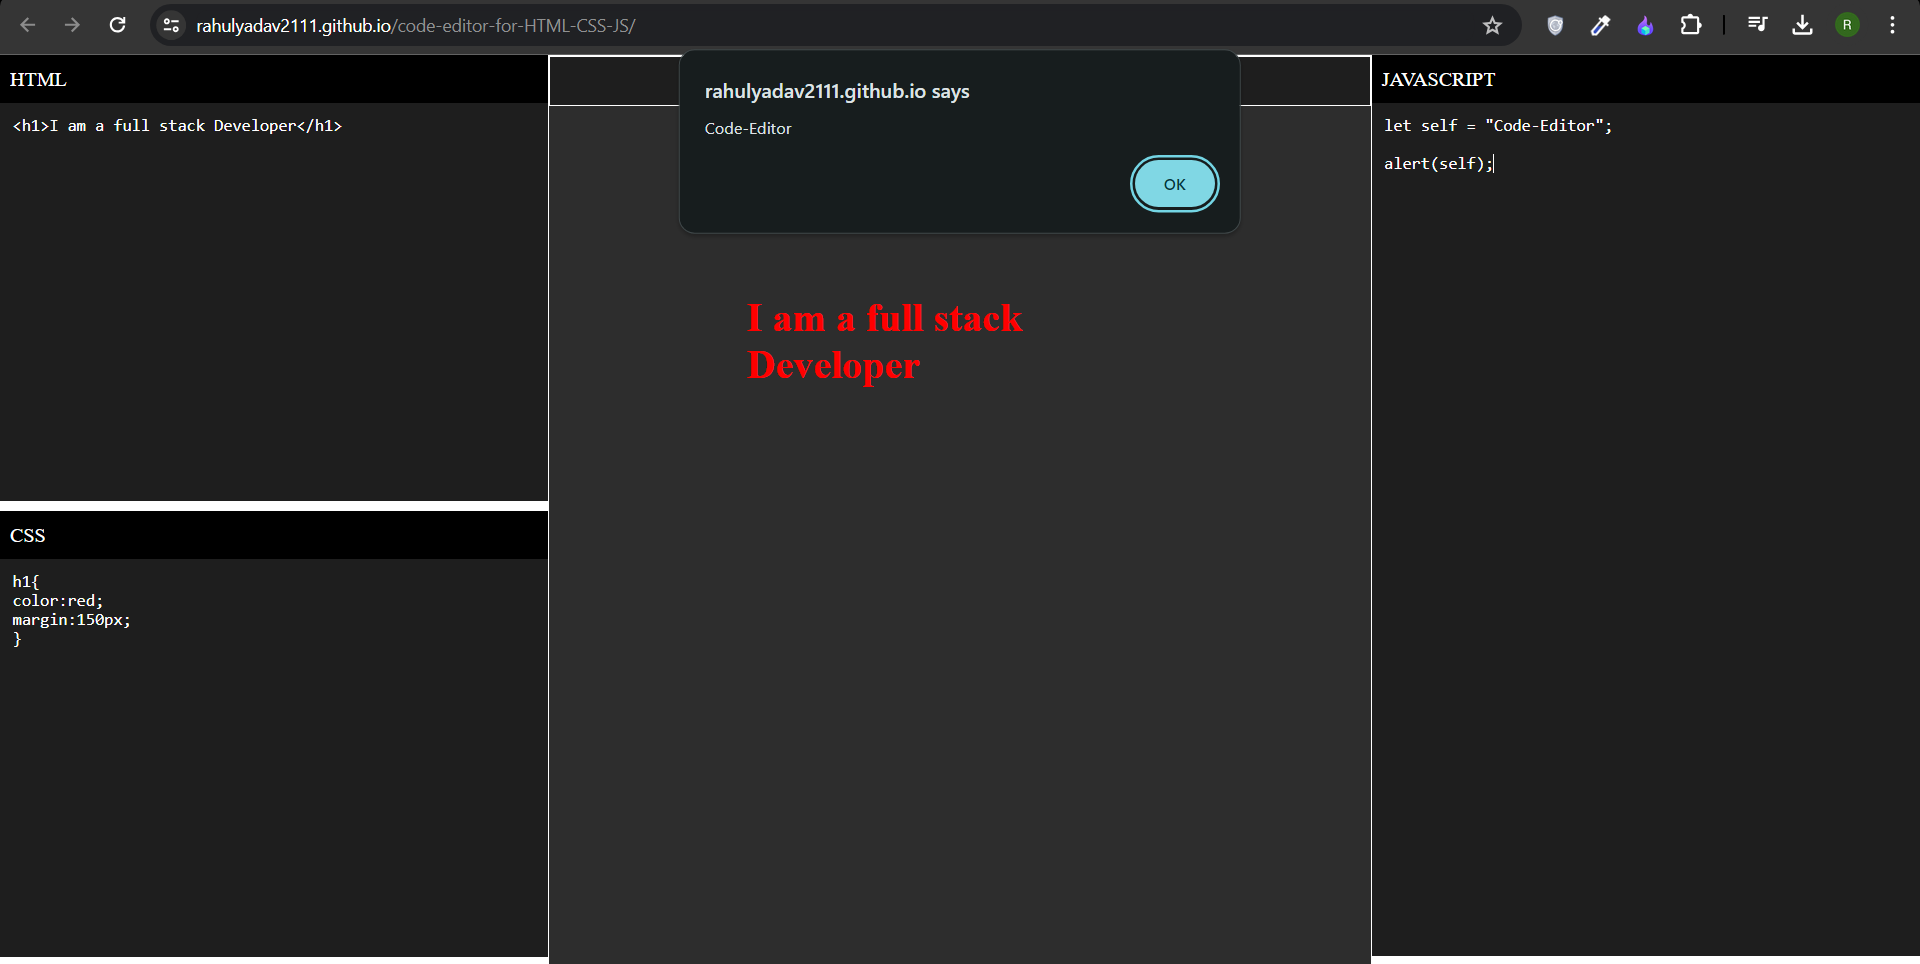 rahulyadav2111.github.io/code-editor-for-HTML-CSS-JS/
R
HTML
<h1>I am a full stack Developer</h1>
CSS
h1{
color:red;
margin:150px;
}
rahulyadav2111.github.io says
Code-Editor
OK
I am a full stack
Developer
JAVASCRIPT
let self = "Code-Editor";
alert(self);